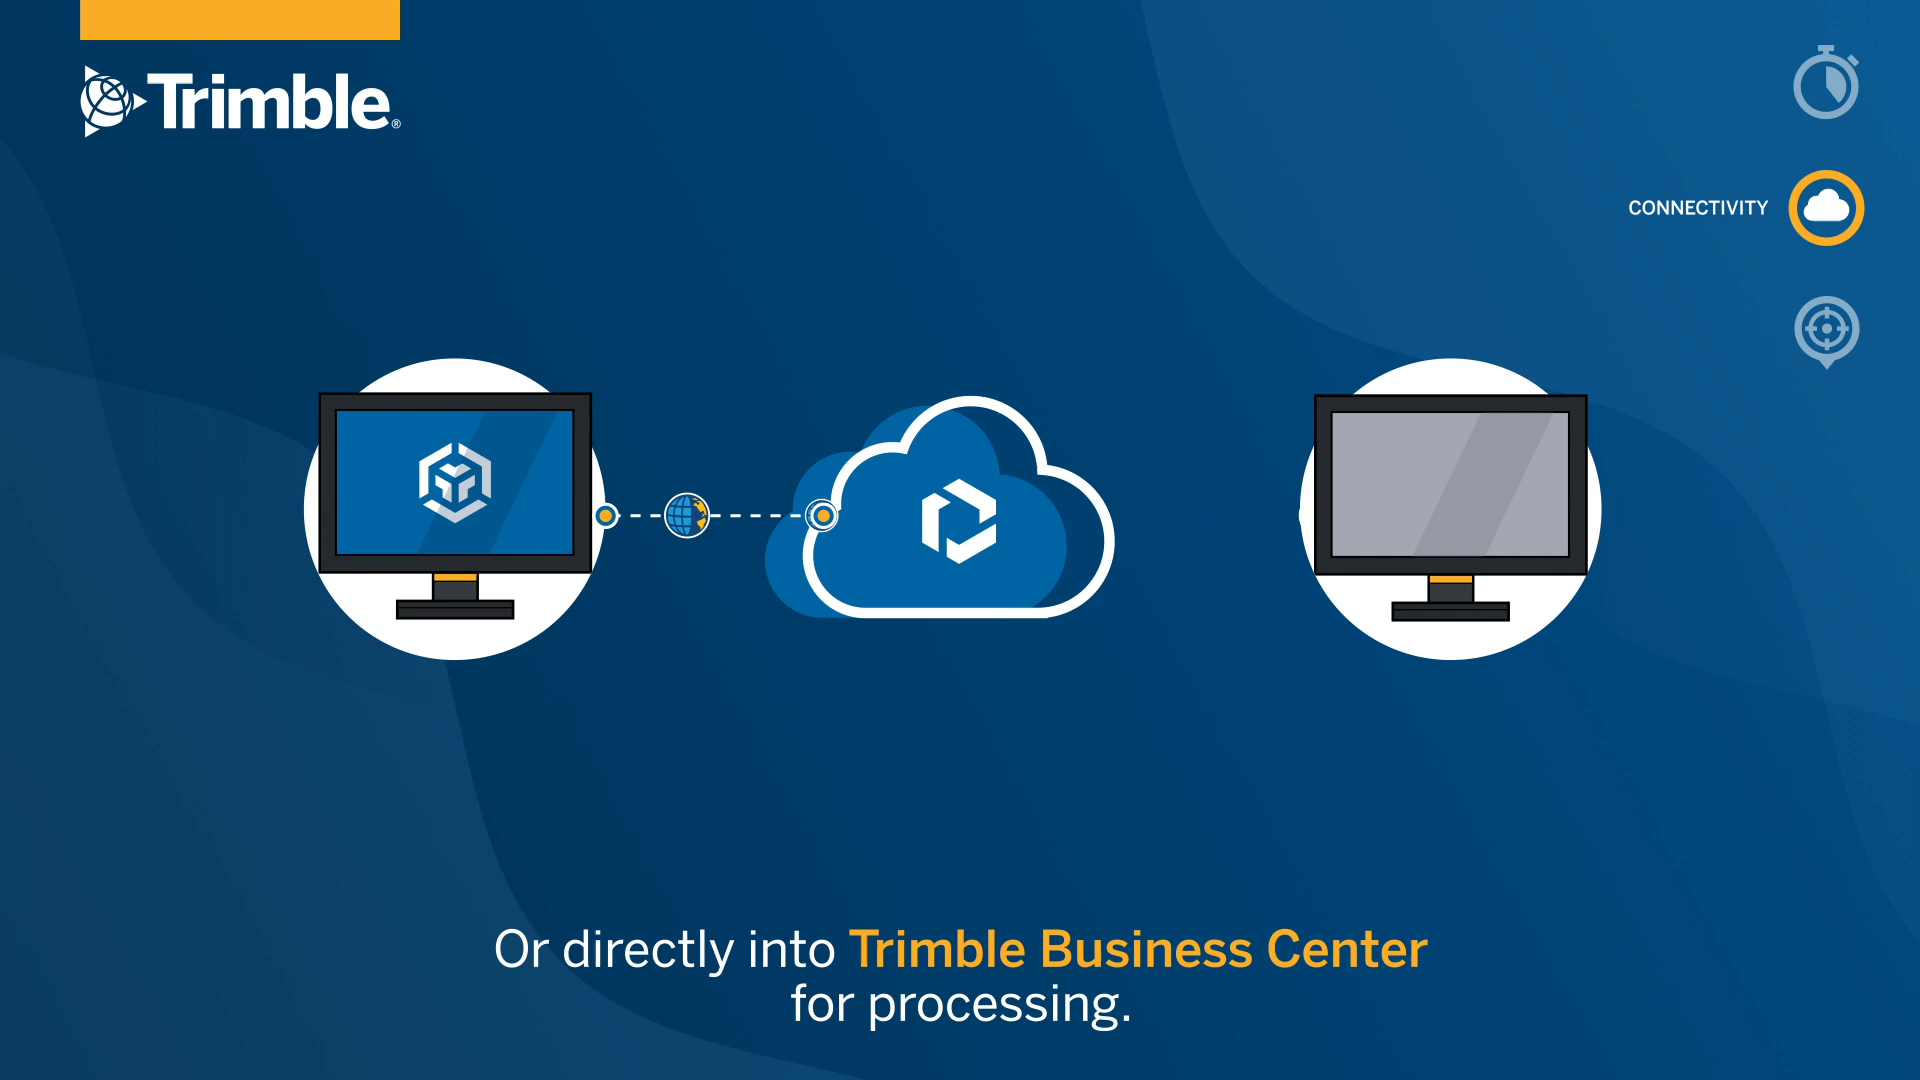 Trimble®
CONNECTIVITY
Or directly into Trimble Business Center
for processing.